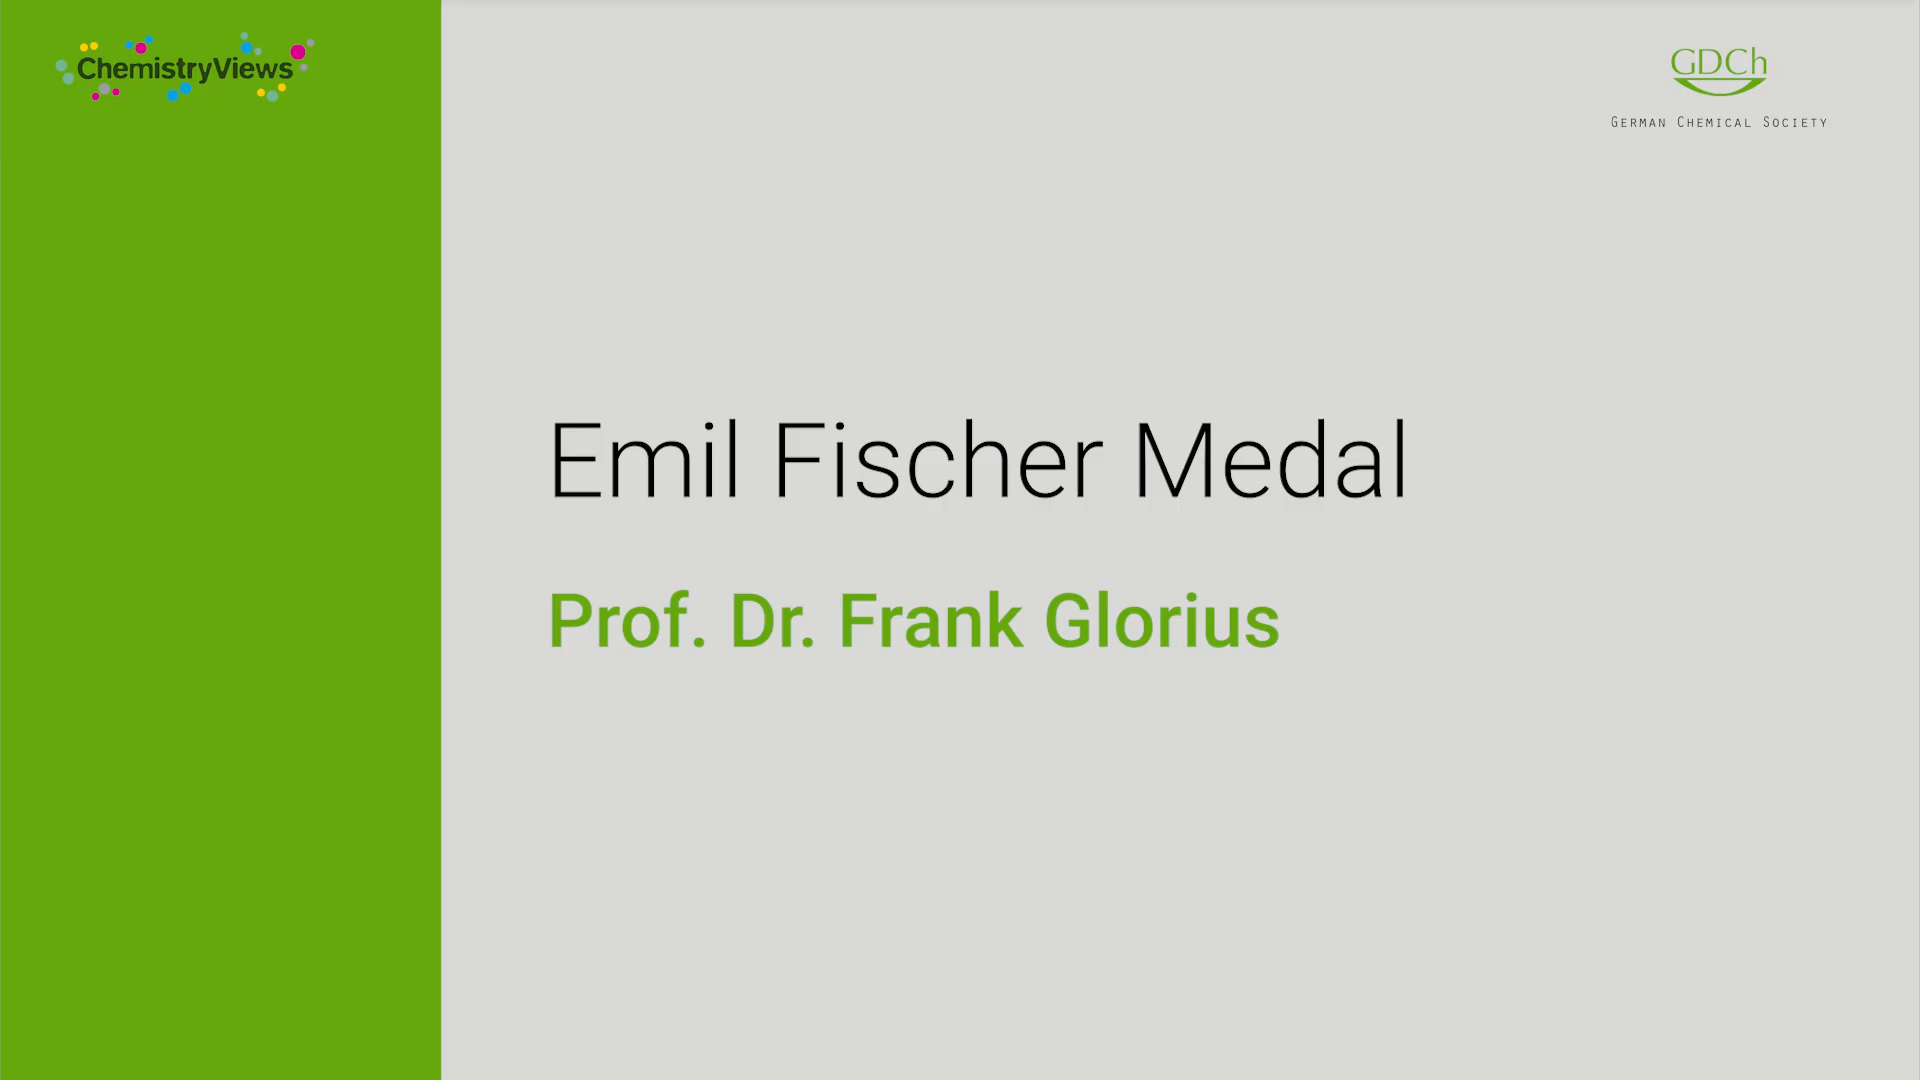 ChemistryViews
GDCh
German Chemical Society
Emil Fischer Medal
Prof. Dr. Frank Glorius